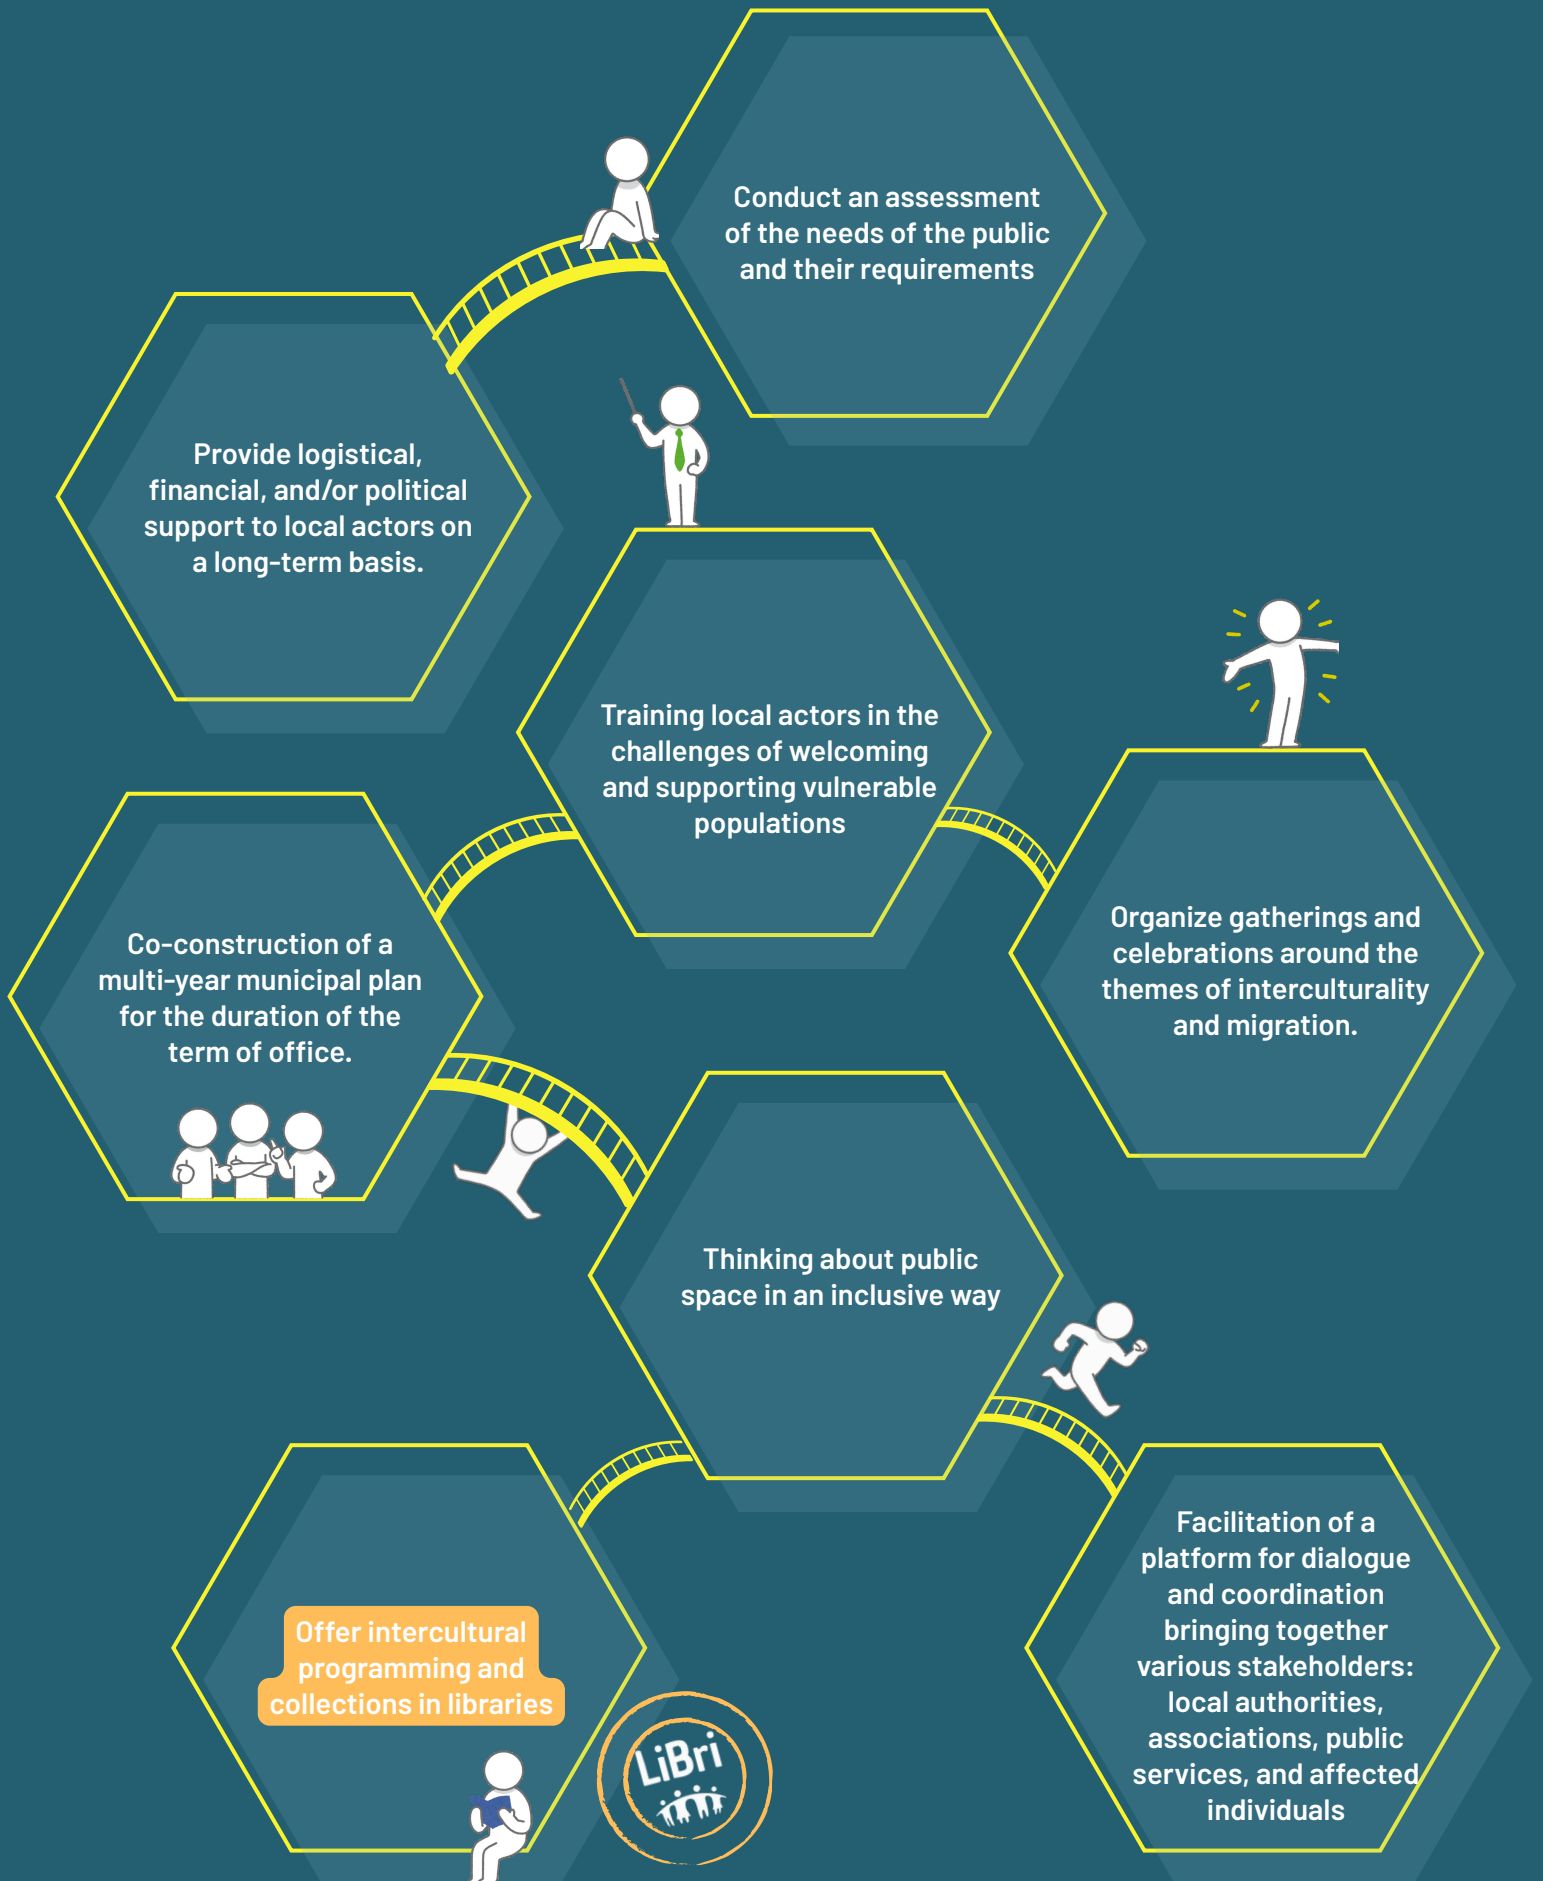 Conduct an assessment
of the needs of the public
and their requirements
Provide logistical,
financial, and/or political
support to local actors on
a long-term basis.
Training local actors in the
challenges of welcoming
and supporting vulnerable
populations
Organize gatherings and
celebrations around the
themes of interculturality
and migration.
Co-construction of a
multi-year municipal plan
for the duration of the
term of office.
Thinking about public
space in an inclusive way
Offer intercultural
programming and
collections in libraries
LiBri
Facilitation of a
platform for dialogue
and coordination
bringing together
various stakeholders:
local authorities,
associations, public
services, and affected
individuals